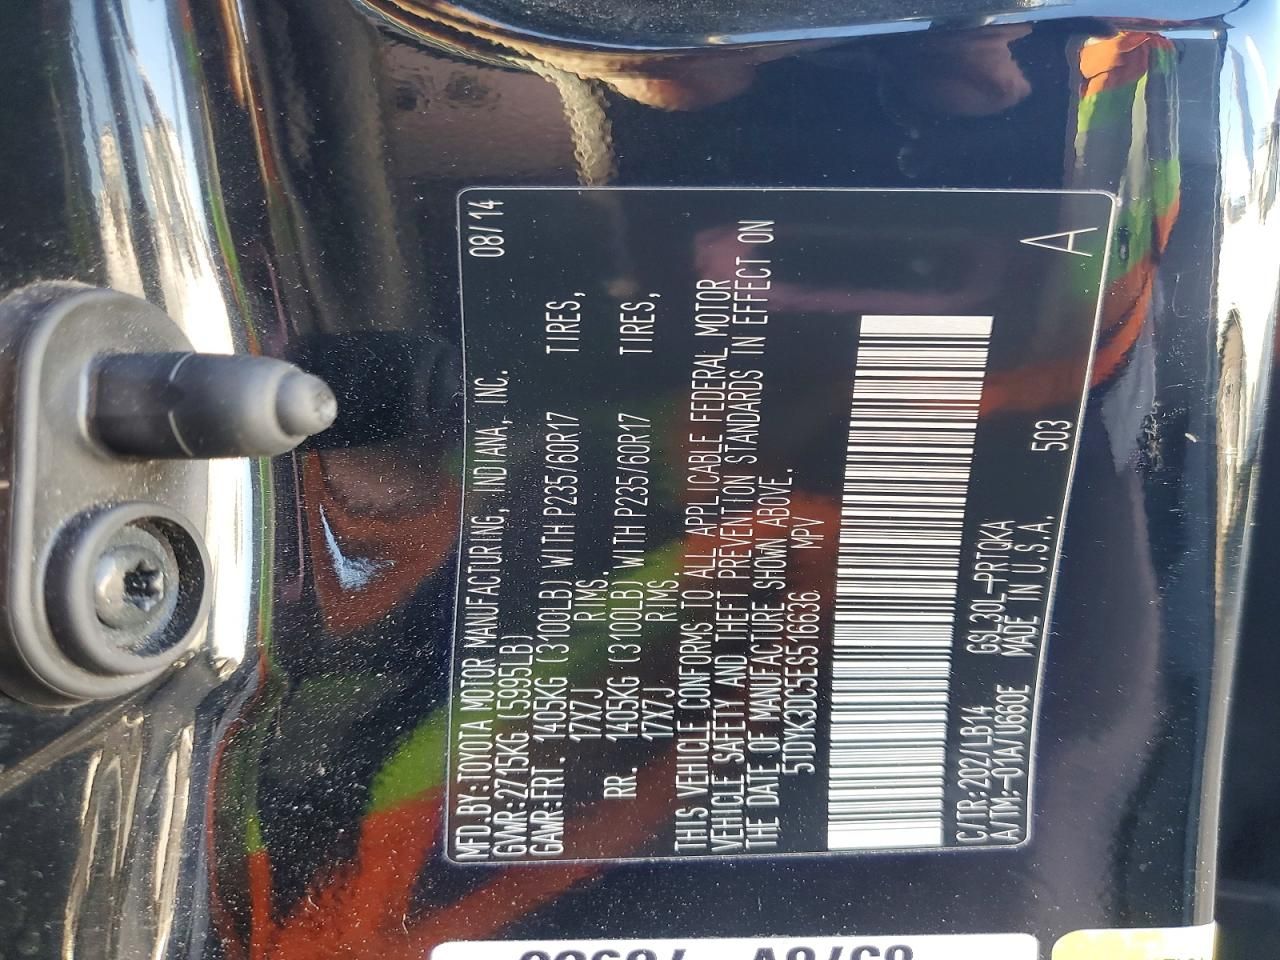 MFD.BY:TOYOTA MOTOR MANUFACTURING, INDIANA, INC. 08/14
GVWR:2715KG (5995LB)
GAWR:FRT. 1405KG (3100LB) WITH P235/60R17 TIRES,
17X7J RIMS.
RR. 1405KG (3100LB) WITH P235/60R17 TIRES,
17X7J RIMS.
THIS VEHICLE CONFORMS TO ALL APPLICABLE FEDERAL MOTOR
VEHICLE SAFETY AND THEFT PREVENTION STANDARDS IN EFFECT ON
THE DATE OF MANUFACTURE SHOWN ABOVE.
5TDYK3DC5ES516636 MPV
C/TR:202/LB14 GSL30L-PRTQKA
A/TM:-01A/U660E MADE IN U.S.A. 503
A